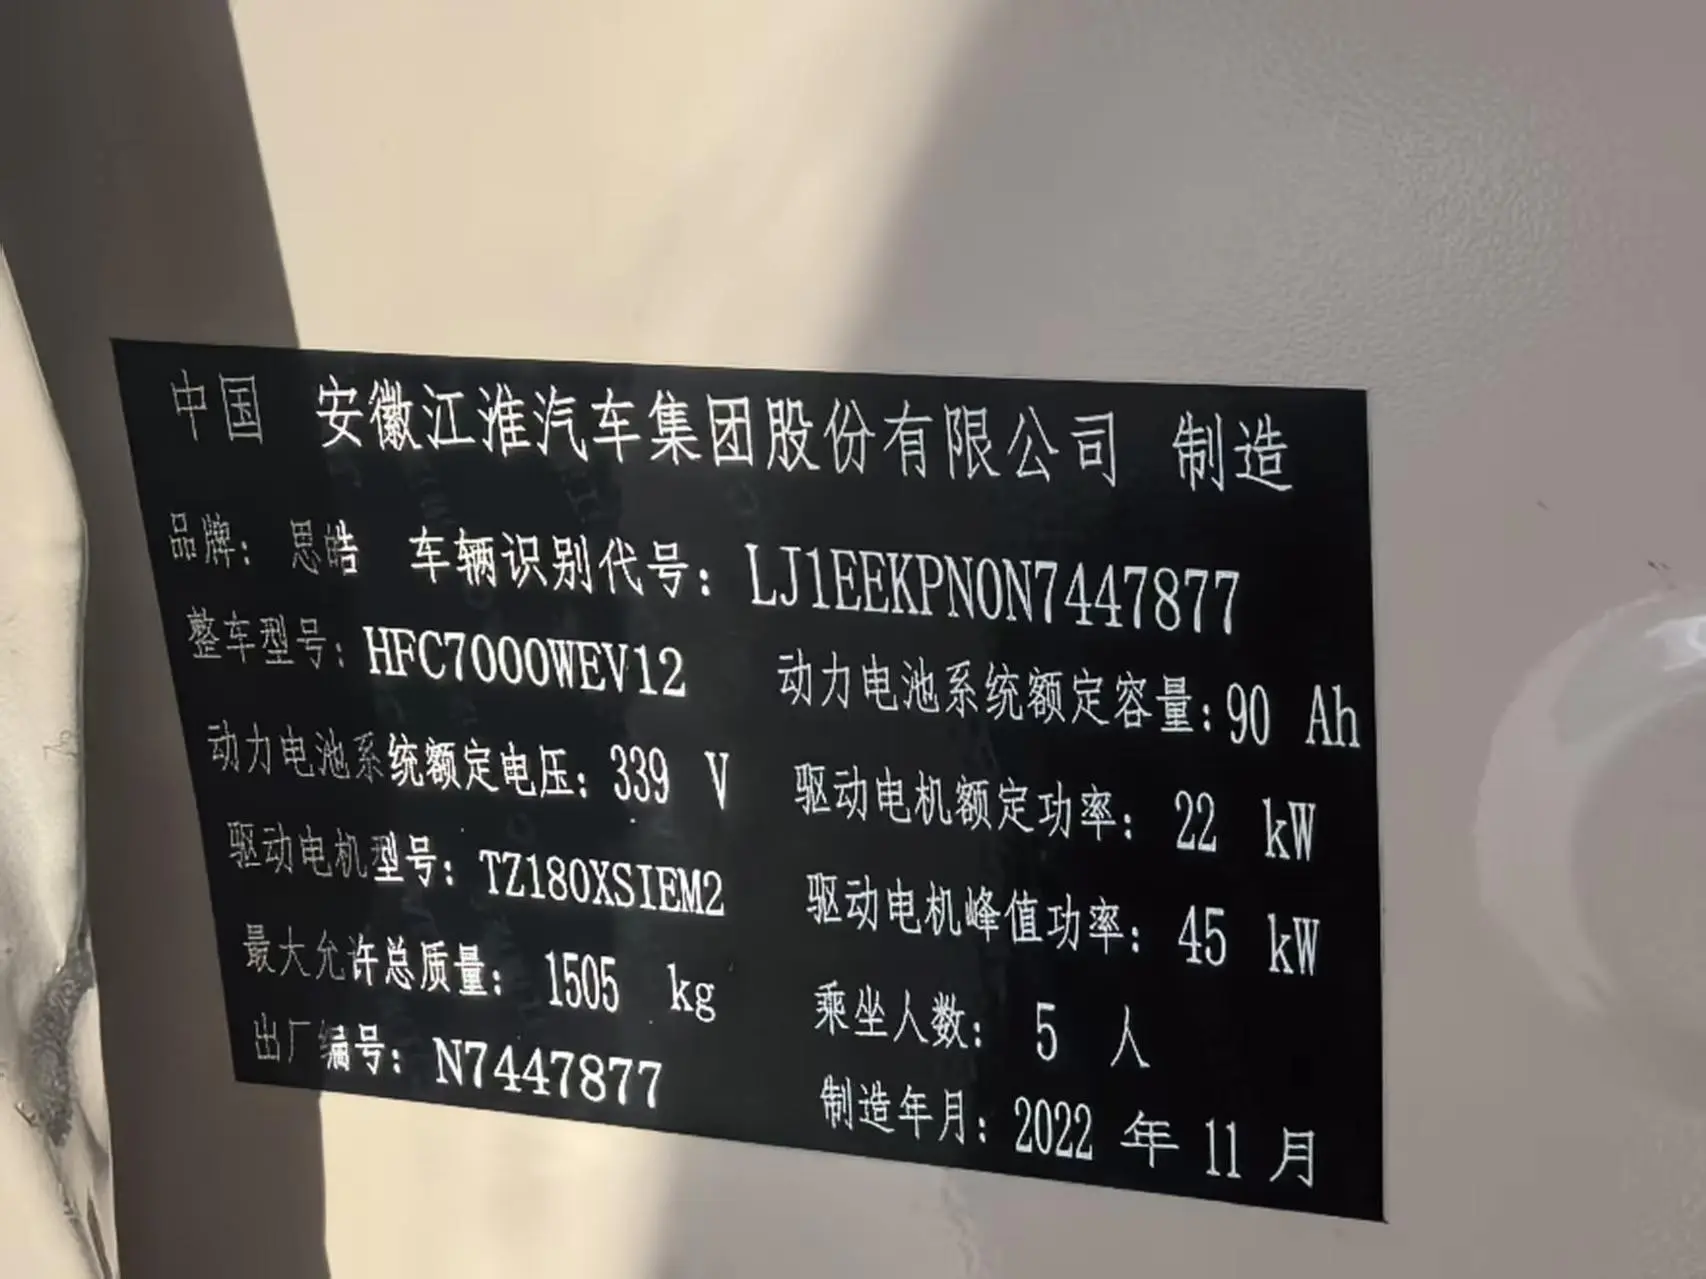 中国 安徽江淮汽车集团股份有限公司 制造
品牌: 思皓 车辆识别代号: LJ1EEKPN0N7447877
整车型号: HFC7000WEV12 动力电池系统额定容量: 90 Ah
动力电池系统额定电压: 339 V 驱动电机额定功率: 22 kW
驱动电机型号: TZ180XSIEM2 驱动电机峰值功率: 45 kW
最大允许总质量: 1505 kg 乘坐人数: 5 人
出厂编号: N7447877 制造年月: 2022 年 11 月